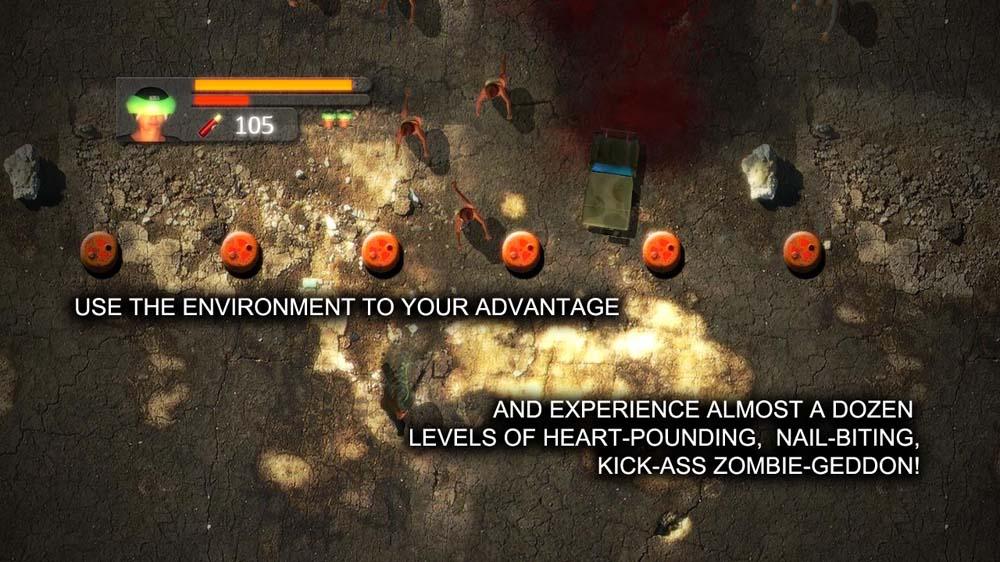 105
USE THE ENVIRONMENT TO YOUR ADVANTAGE
AND EXPERIENCE ALMOST A DOZEN
LEVELS OF HEART-POUNDING, NAIL-BITING,
KICK-ASS ZOMBIE-GEDDON!